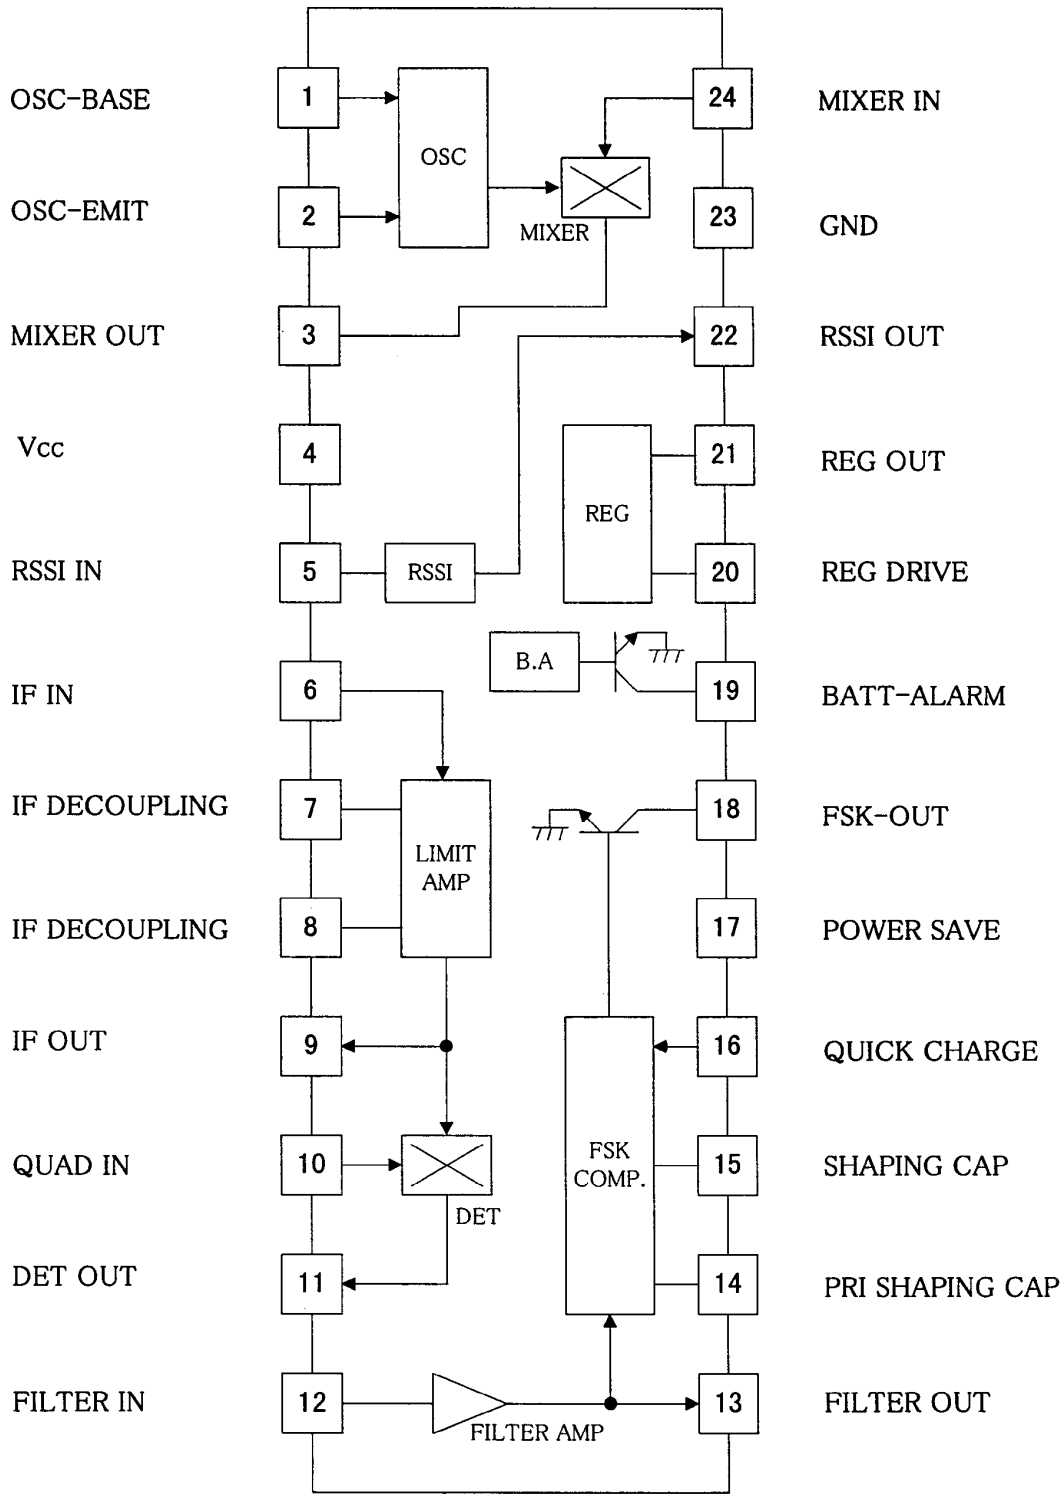 OSC-BASE
1
24
MIXER IN
OSC
OSC-EMIT
2
23
GND
MIXER
MIXER OUT
3
22
RSSI OUT
Vcc
4
21
REG OUT
REG
RSSI IN
5
RSSI
20
REG DRIVE
B.A
IF IN
6
19
BATT-ALARM
IF DECOUPLING
7
18
FSK-OUT
LIMIT
AMP
IF DECOUPLING
8
17
POWER SAVE
IF OUT
9
16
QUICK CHARGE
QUAD IN
10
FSK
COMP.
15
SHAPING CAP
DET
DET OUT
11
14
PRI SHAPING CAP
FILTER IN
12
13
FILTER OUT
FILTER AMP